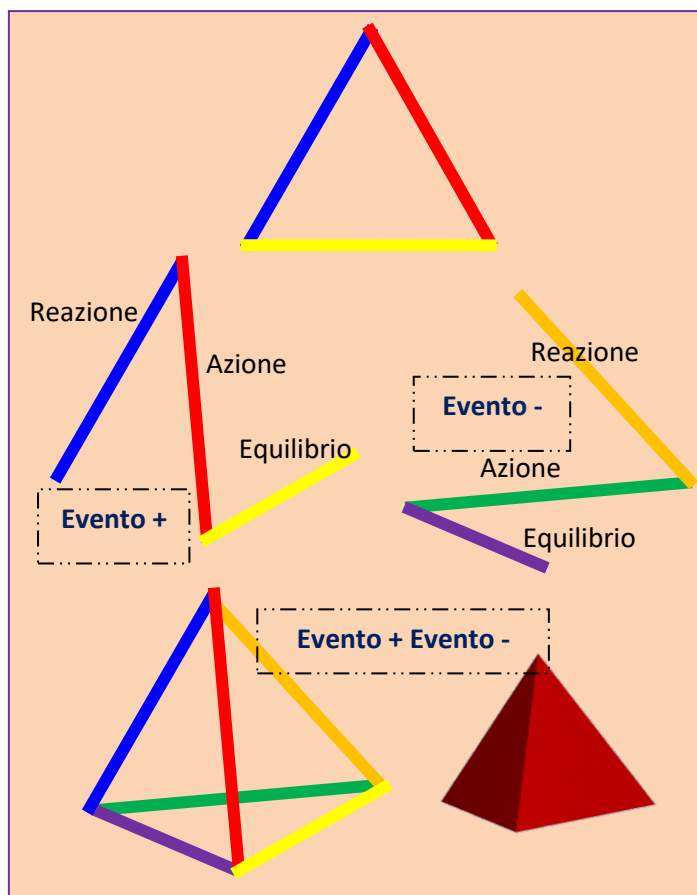 Reazione
Azione
Equilibrio
Evento +
Reazione
Evento -
Azione
Equilibrio
Evento + Evento -